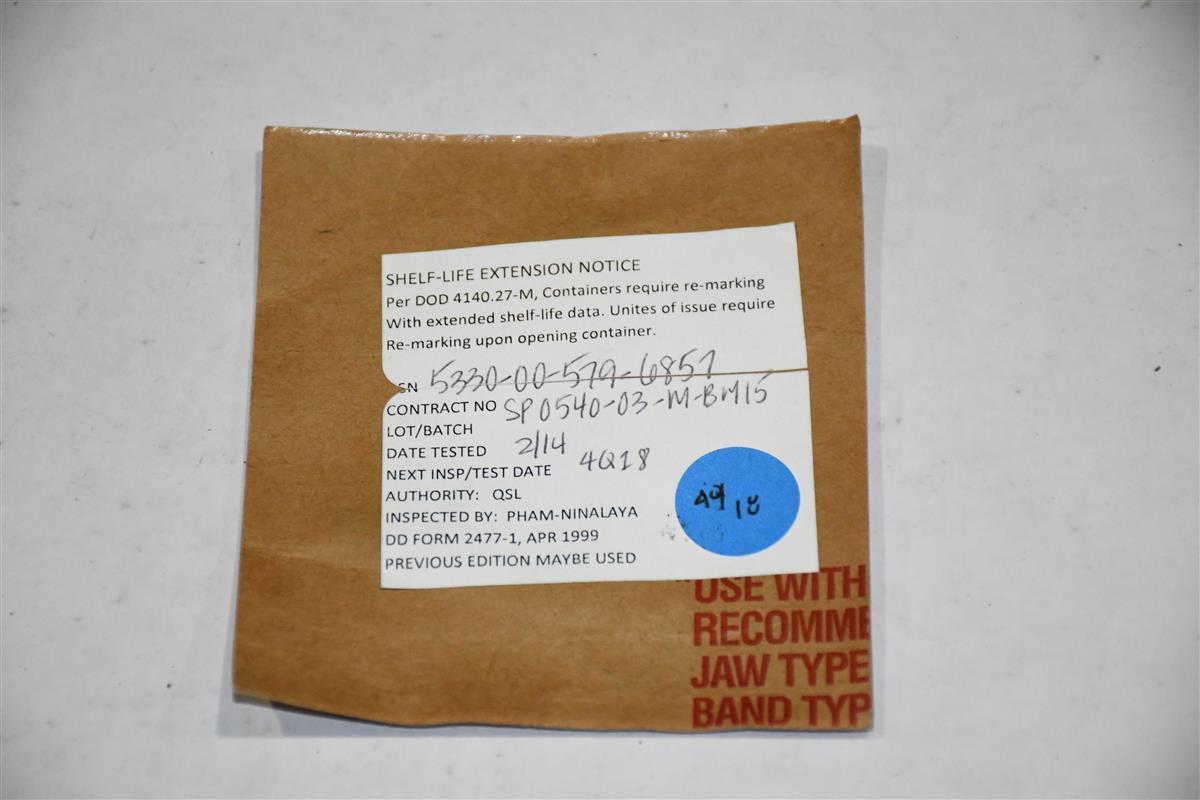 SHELF-LIFE EXTENSION NOTICE
Per DOD 4140.27-M, Containers require re-marking
With extended shelf-life data. Unites of issue require
Re-marking upon opening container.
SN 5330-00-579-6857
CONTRACT NO SP0540-03-M-BM15
LOT/BATCH
DATE TESTED 2/14
NEXT INSP/TEST DATE 4Q18
AUTHORITY: QSL
INSPECTED BY: PHAM-NINALAYA
DD FORM 2477-1, APR 1999
PREVIOUS EDITION MAYBE USED
4Q 18
USE WITH
RECOMME
JAW TYPE
BAND TYP